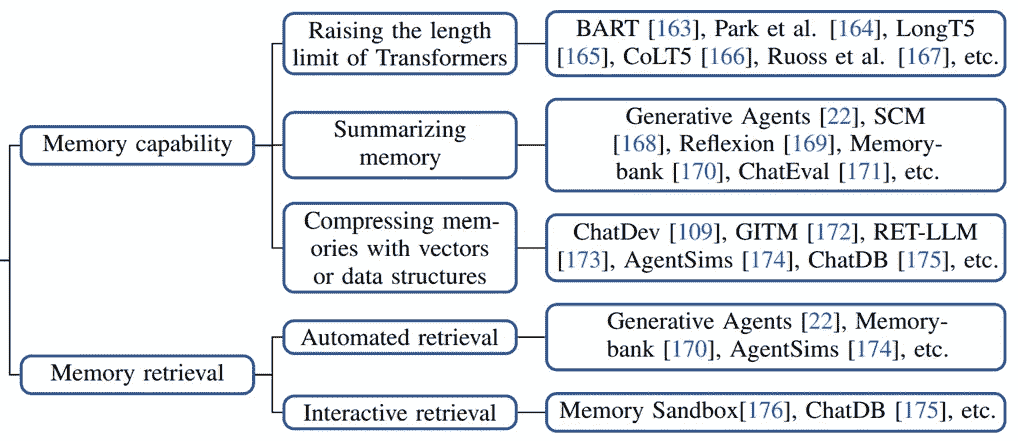 Memory capability
Raising the length
limit of Transformers
BART [163], Park et al. [164], LongT5
[165], CoLT5 [166], Ruoss et al. [167], etc.
Summarizing
memory
Generative Agents [22], SCM
[168], Reflexion [169], Memory-
bank [170], ChatEval [171], etc.
Compressing mem-
ories with vectors
or data structures
ChatDev [109], GITM [172], RET-LLM
[173], AgentSims [174], ChatDB [175], etc.
Memory retrieval
Automated retrieval
Generative Agents [22], Memory-
bank [170], AgentSims [174], etc.
Interactive retrieval
Memory Sandbox[176], ChatDB [175], etc.